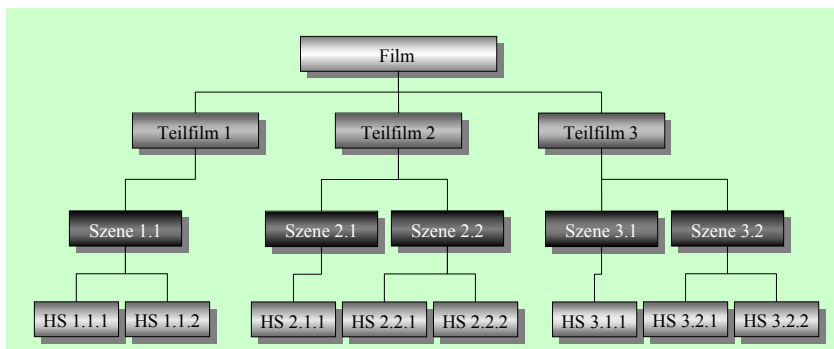 Film
Teilfilm 1
Teilfilm 2
Teilfilm 3
Szene 1.1
Szene 2.1
Szene 2.2
Szene 3.1
Szene 3.2
HS 1.1.1
HS 1.1.2
HS 2.1.1
HS 2.2.1
HS 2.2.2
HS 3.1.1
HS 3.2.1
HS 3.2.2